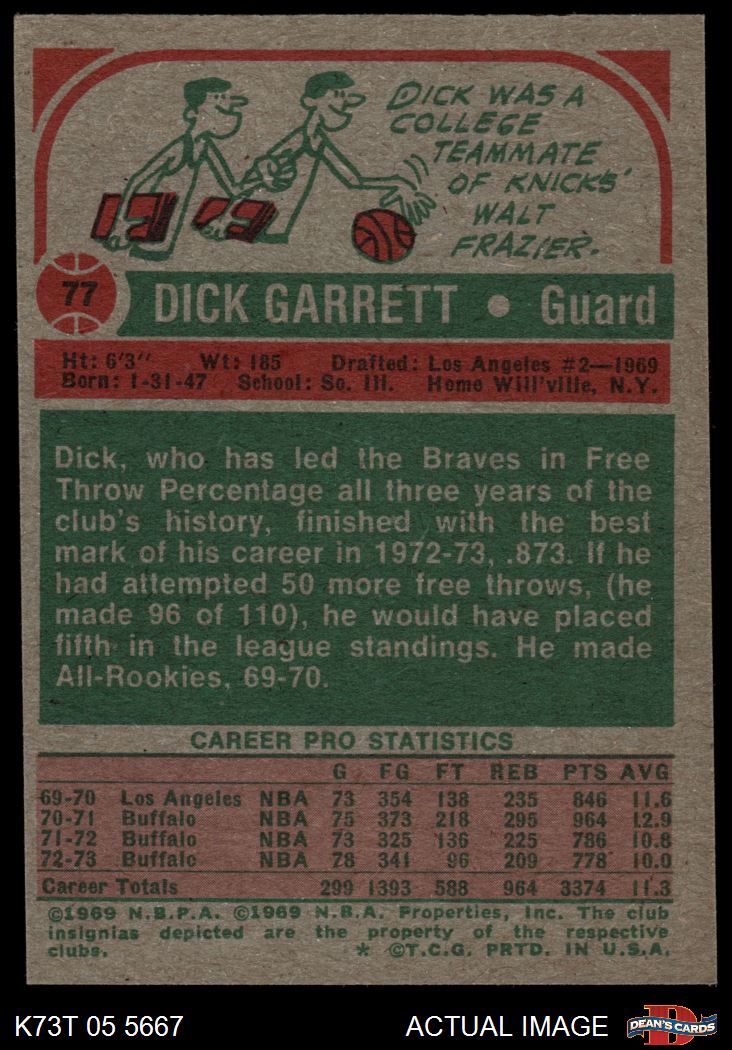 DICK WAS A
COLLEGE
TEAMMATE
OF KNICKS'
WALT
FRAZIER.
77 DICK GARRETT • Guard
Ht: 6'3" Wt: 185 Drafted: Los Angeles #2—1969
Born: 1-31-47 School: So. Ill. Home Will'ville, N.Y.
Dick, who has led the Braves in Free
Throw Percentage all three years of the
club's history, finished with the best
mark of his career in 1972-73, .873. If he
had attempted 50 more free throws, (he
made 96 of 110), he would have placed
fifth in the league standings. He made
All-Rookies, 69-70.
CAREER PRO STATISTICS
G FG FT REB PTS AVG
69-70 Los Angeles NBA 73 354 138 235 846 11.6
70-71 Buffalo NBA 75 373 218 295 964 12.9
71-72 Buffalo NBA 73 325 136 225 786 10.8
72-73 Buffalo NBA 78 341 96 209 778 10.0
Career Totals 299 1393 588 964 3374 11.3
©1969 N.B.P.A. ©1969 N.B.A. Properties, Inc. The club
insignias depicted are the property of the respective
clubs. * ©T.C.G. PRTD. IN U.S.A.
K73T 05 5667 ACTUAL IMAGE D DEAN'S CARDS